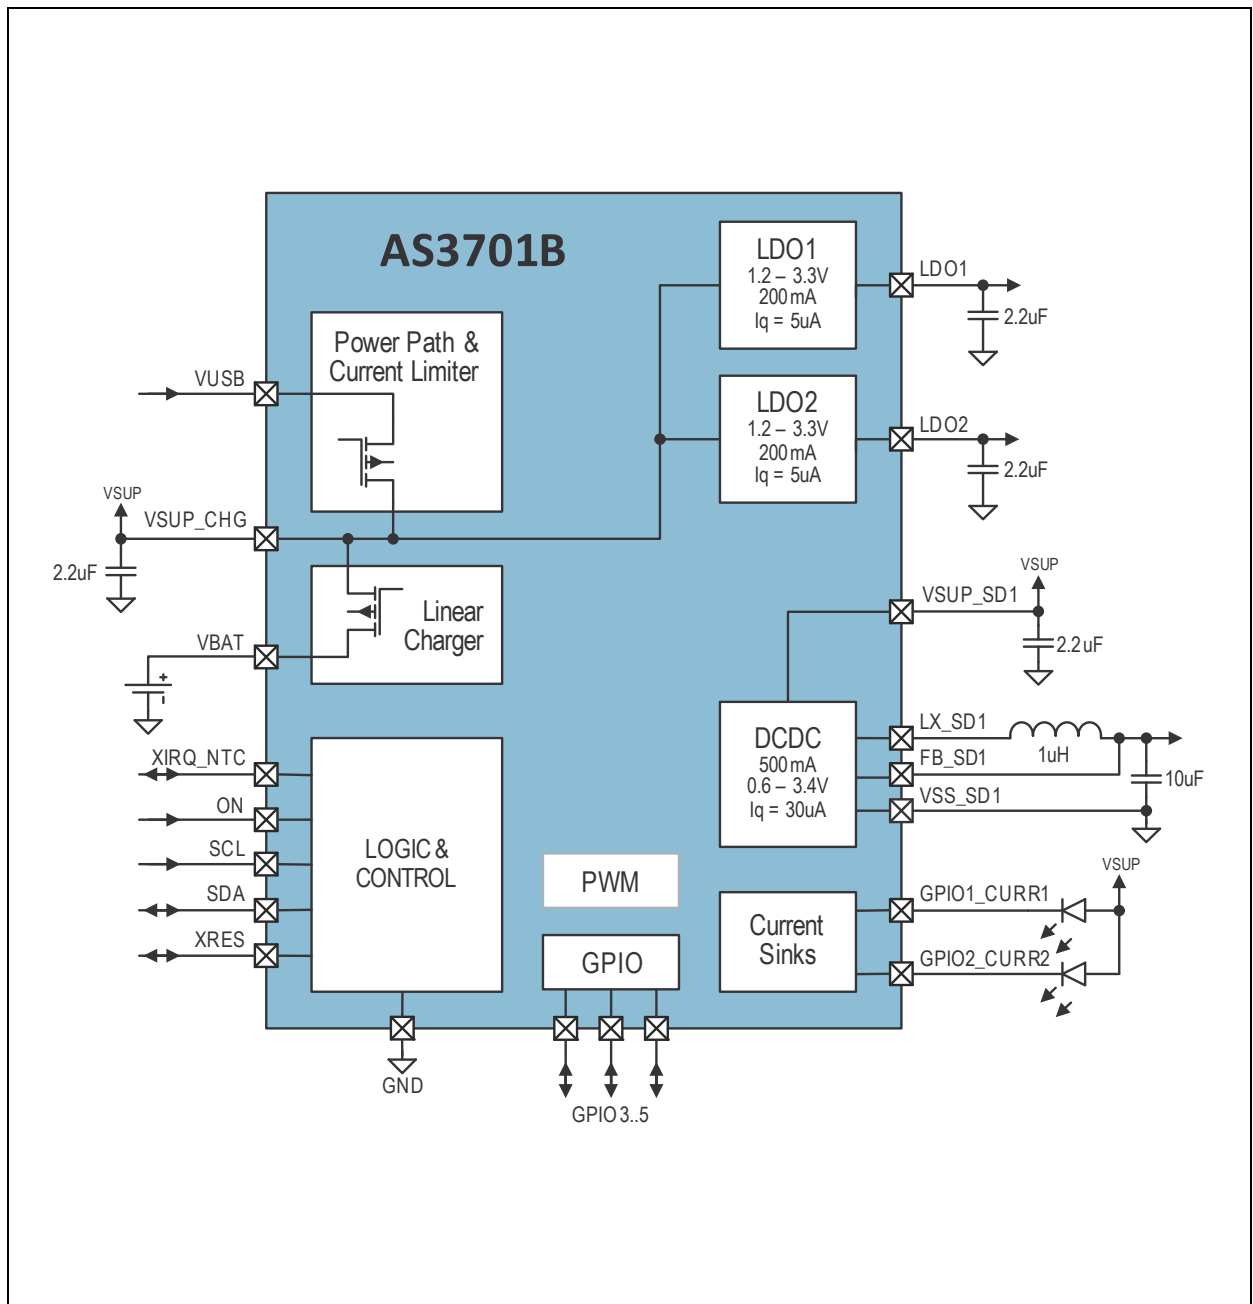 AS3701B
LDO1
1.2 – 3.3V
200mA
Iq = 5uA
LDO1
2.2uF
Power Path &
Current Limiter
VUSB
LDO2
1.2 – 3.3V
200mA
Iq = 5uA
LDO2
2.2uF
VSUP
VSUP_CHG
2.2uF
Linear
Charger
VBAT
+
-
VSUP
VSUP_SD1
2.2uF
DCDC
500mA
0.6 – 3.4V
Iq = 30uA
LX_SD1
1uH
FB_SD1
10uF
VSS_SD1
XIRQ_NTC
ON
SCL
SDA
XRES
LOGIC &
CONTROL
PWM
GPIO
Current
Sinks
VSUP
GPIO1_CURR1
GPIO2_CURR2
GND
GPIO3..5